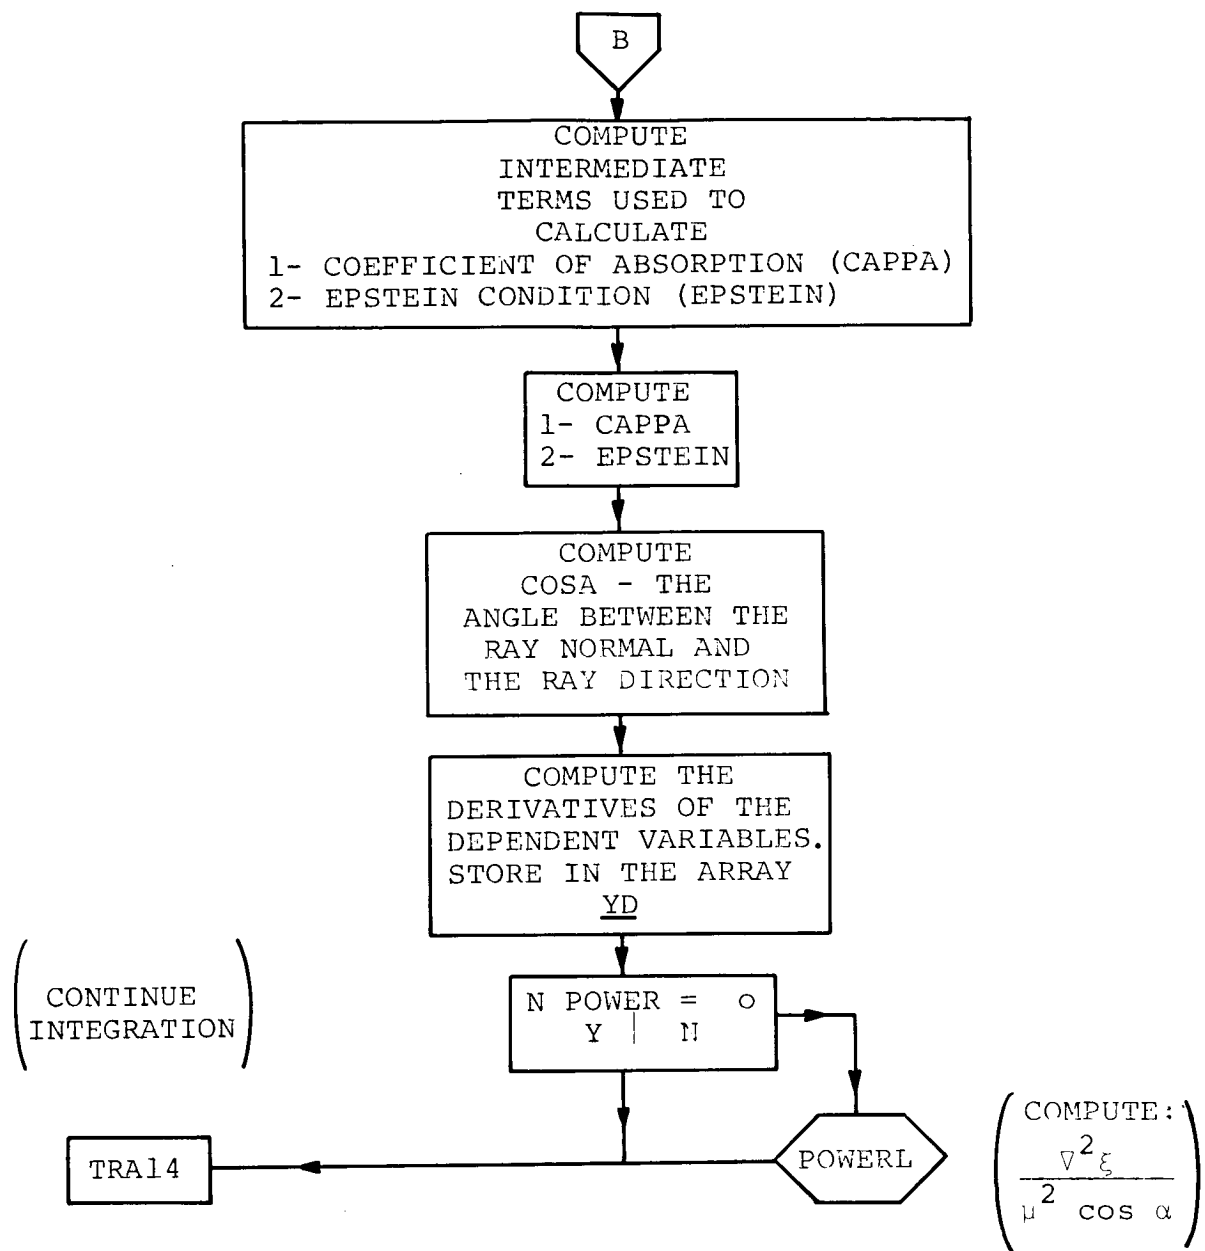 B
COMPUTE
INTERMEDIATE
TERMS USED TO
CALCULATE
1- COEFFICIENT OF ABSORPTION (CAPPA)
2- EPSTEIN CONDITION (EPSTEIN)
COMPUTE
1- CAPPA
2- EPSTEIN
COMPUTE
COSA - THE
ANGLE BETWEEN THE
RAY NORMAL AND
THE RAY DIRECTION
COMPUTE THE
DERIVATIVES OF THE
DEPENDENT VARIABLES.
STORE IN THE ARRAY
YD
N POWER = 0
Y | N
(CONTINUE
INTEGRATION)
TRA14
POWERL
(COMPUTE:
∇²ξ
μ² cos α)